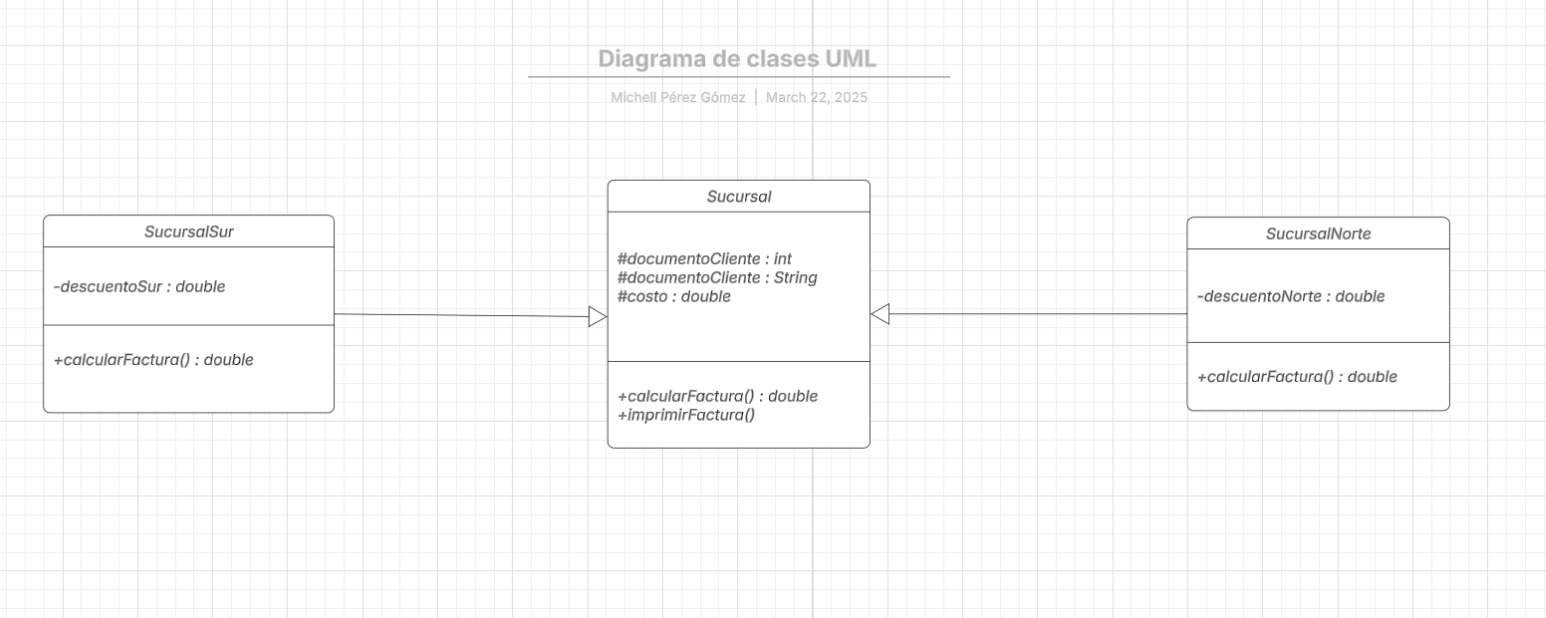 Diagrama de clases UML
Michell Pérez Gómez | March 22, 2025
SucursalSur
-descuentoSur : double
+calcularFactura() : double
Sucursal
#documentoCliente : int
#documentoCliente : String
#costo : double
+calcularFactura() : double
+imprimirFactura()
SucursalNorte
-descuentoNorte : double
+calcularFactura() : double